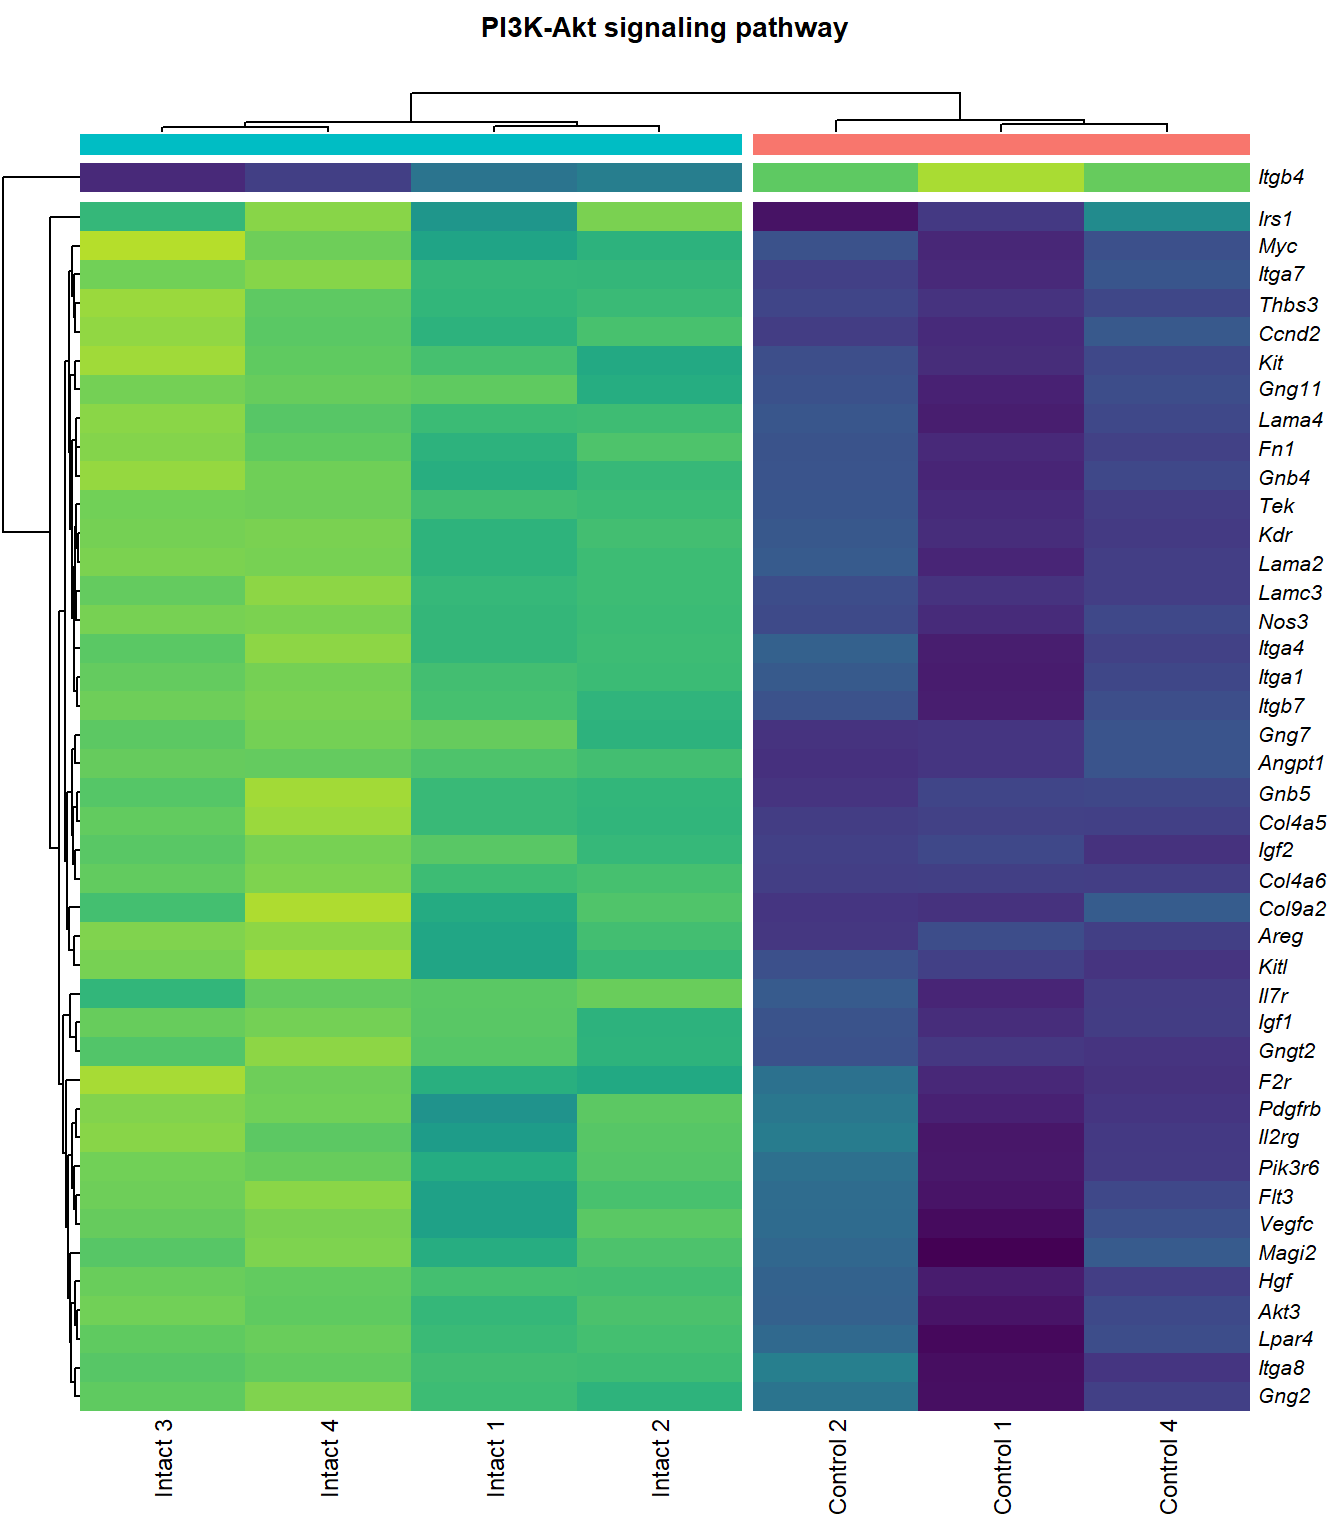 PI3K-Akt signaling pathway
Itgb4
Irs1
Myc
Itga7
Thbs3
Ccnd2
Kit
Gng11
Lama4
Fn1
Gnb4
Tek
Kdr
Lama2
Lamc3
Nos3
Itga4
Itga1
Itgb7
Gng7
Angpt1
Gnb5
Col4a5
Igf2
Col4a6
Col9a2
Areg
Kitl
Il7r
Igf1
Gngt2
F2r
Pdgfrb
Il2rg
Pik3r6
Flt3
Vegfc
Magi2
Hgf
Akt3
Lpar4
Itga8
Gng2
Intact 3
Intact 4
Intact 1
Intact 2
Control 2
Control 1
Control 4